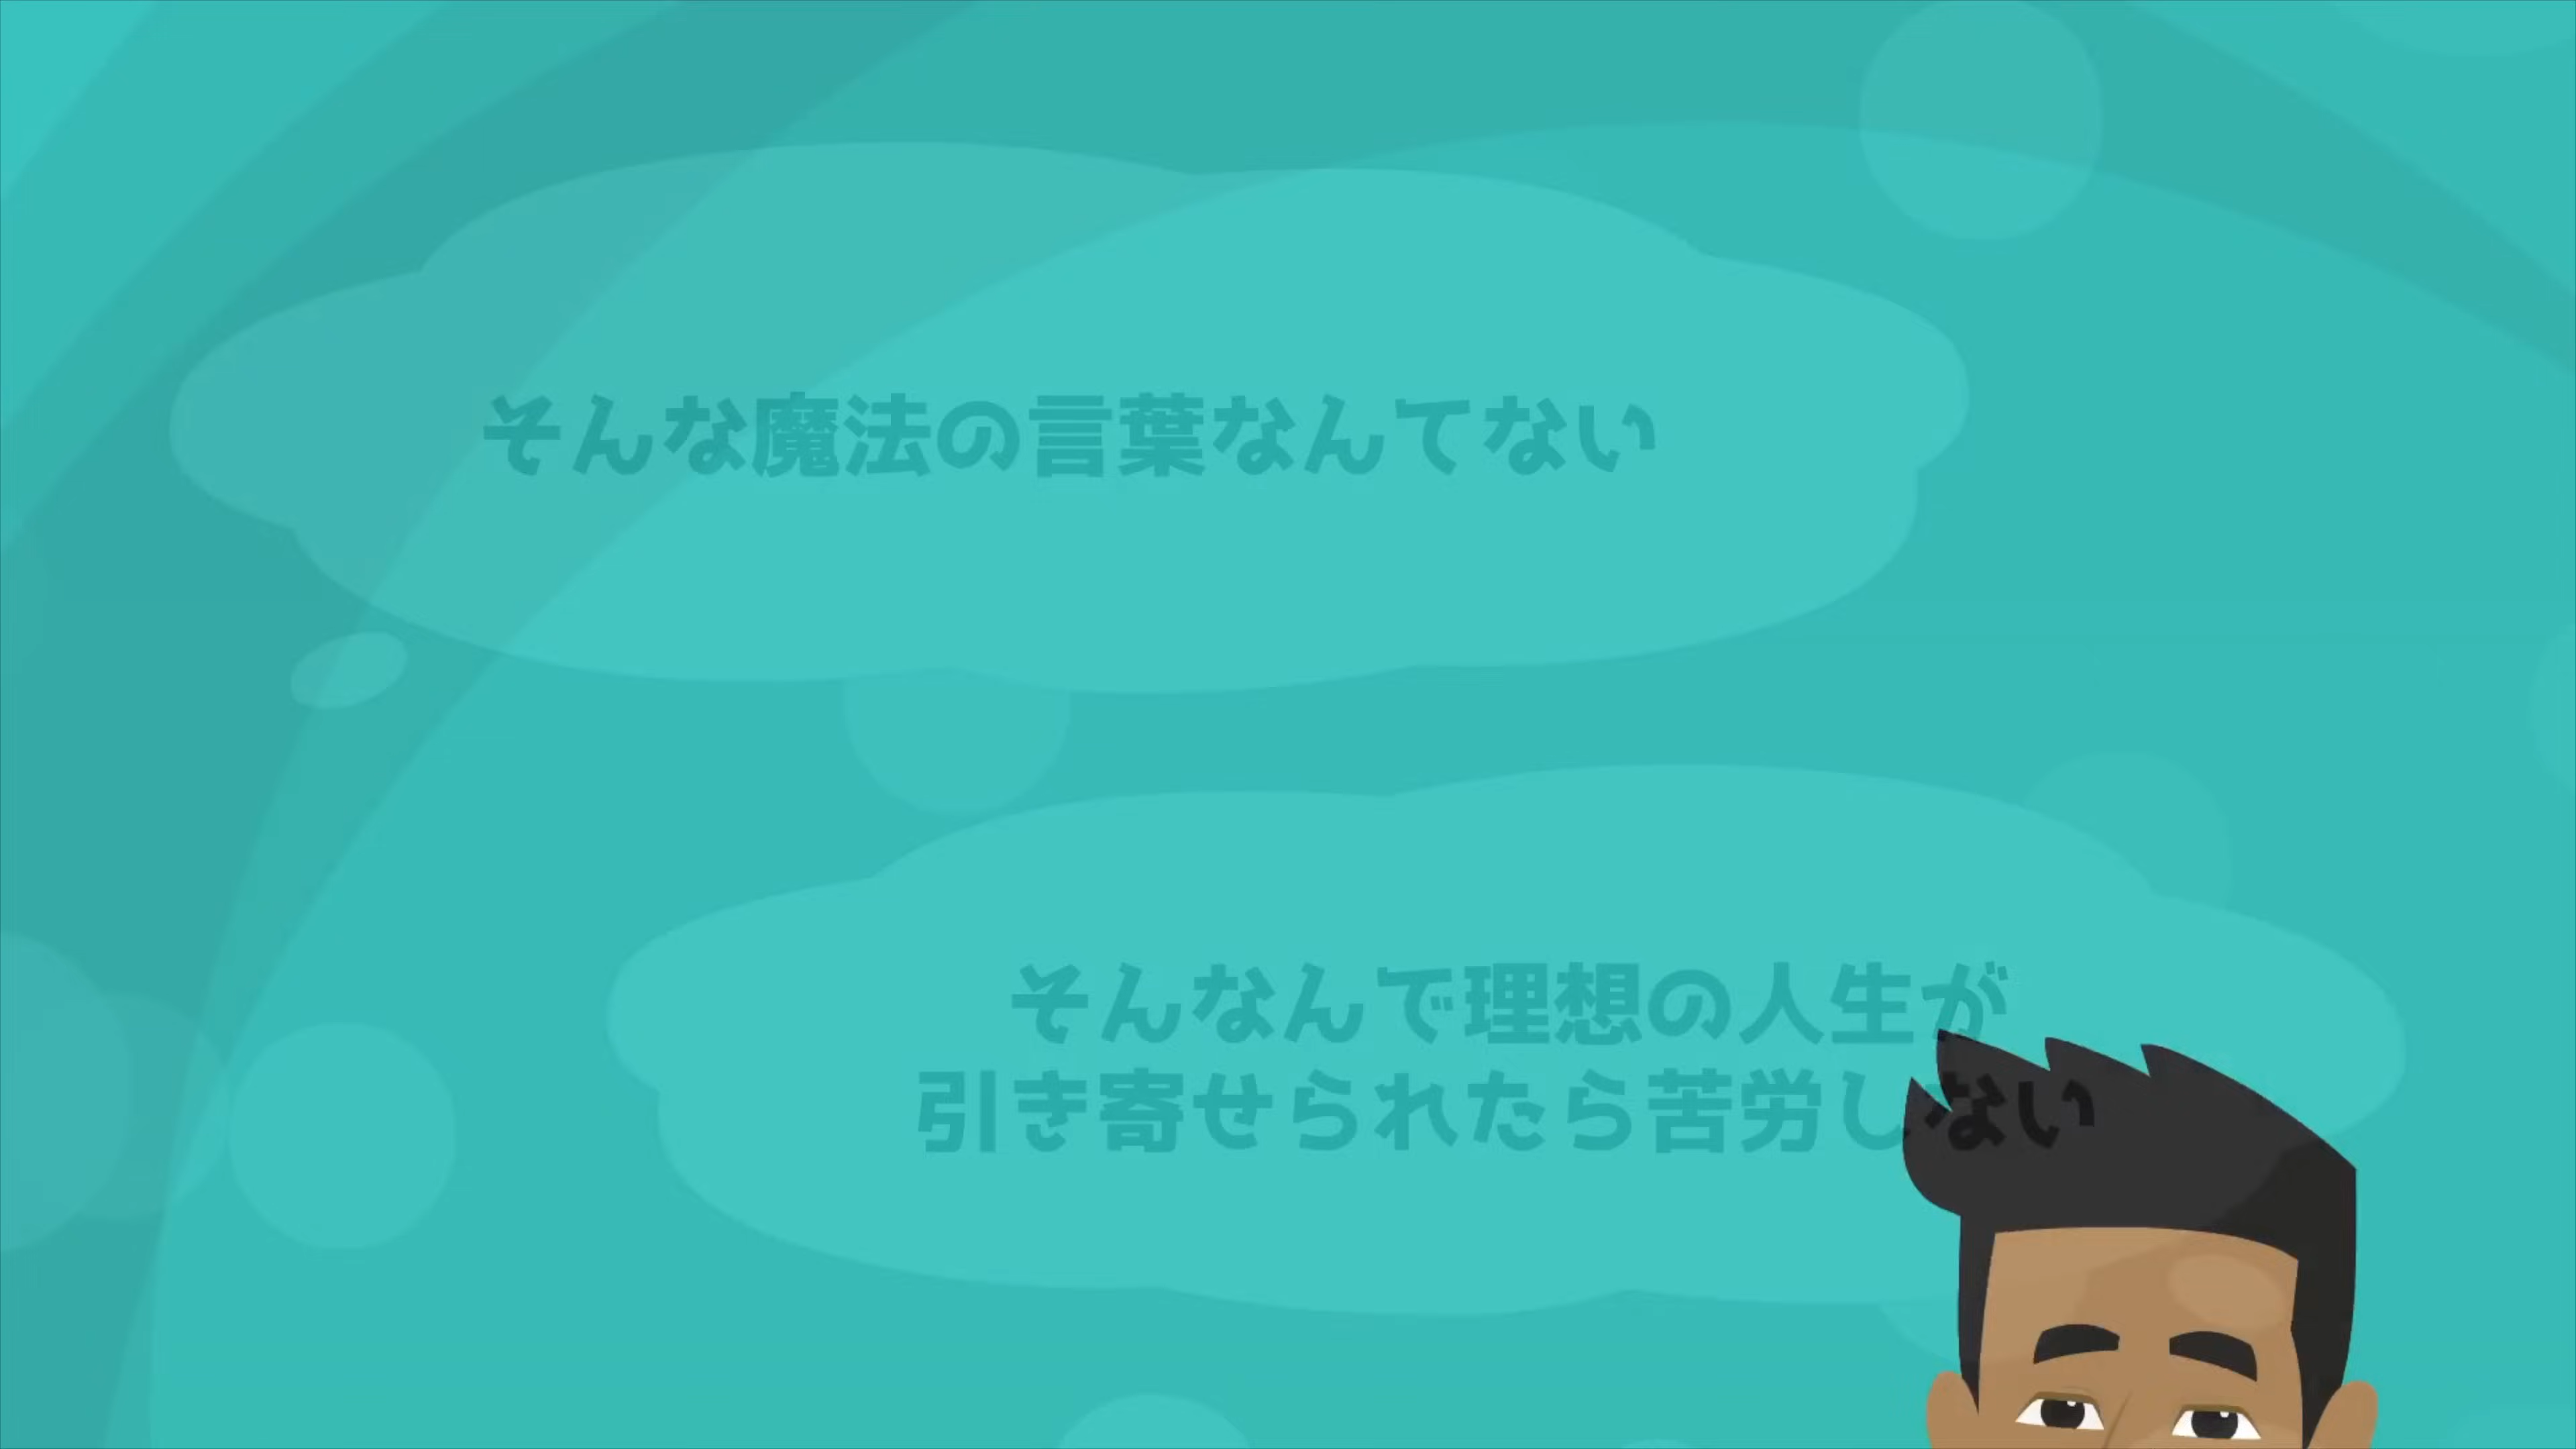 そんな魔法の言葉なんてない
そんなんで理想の人生が
引き寄せられたら苦労しない